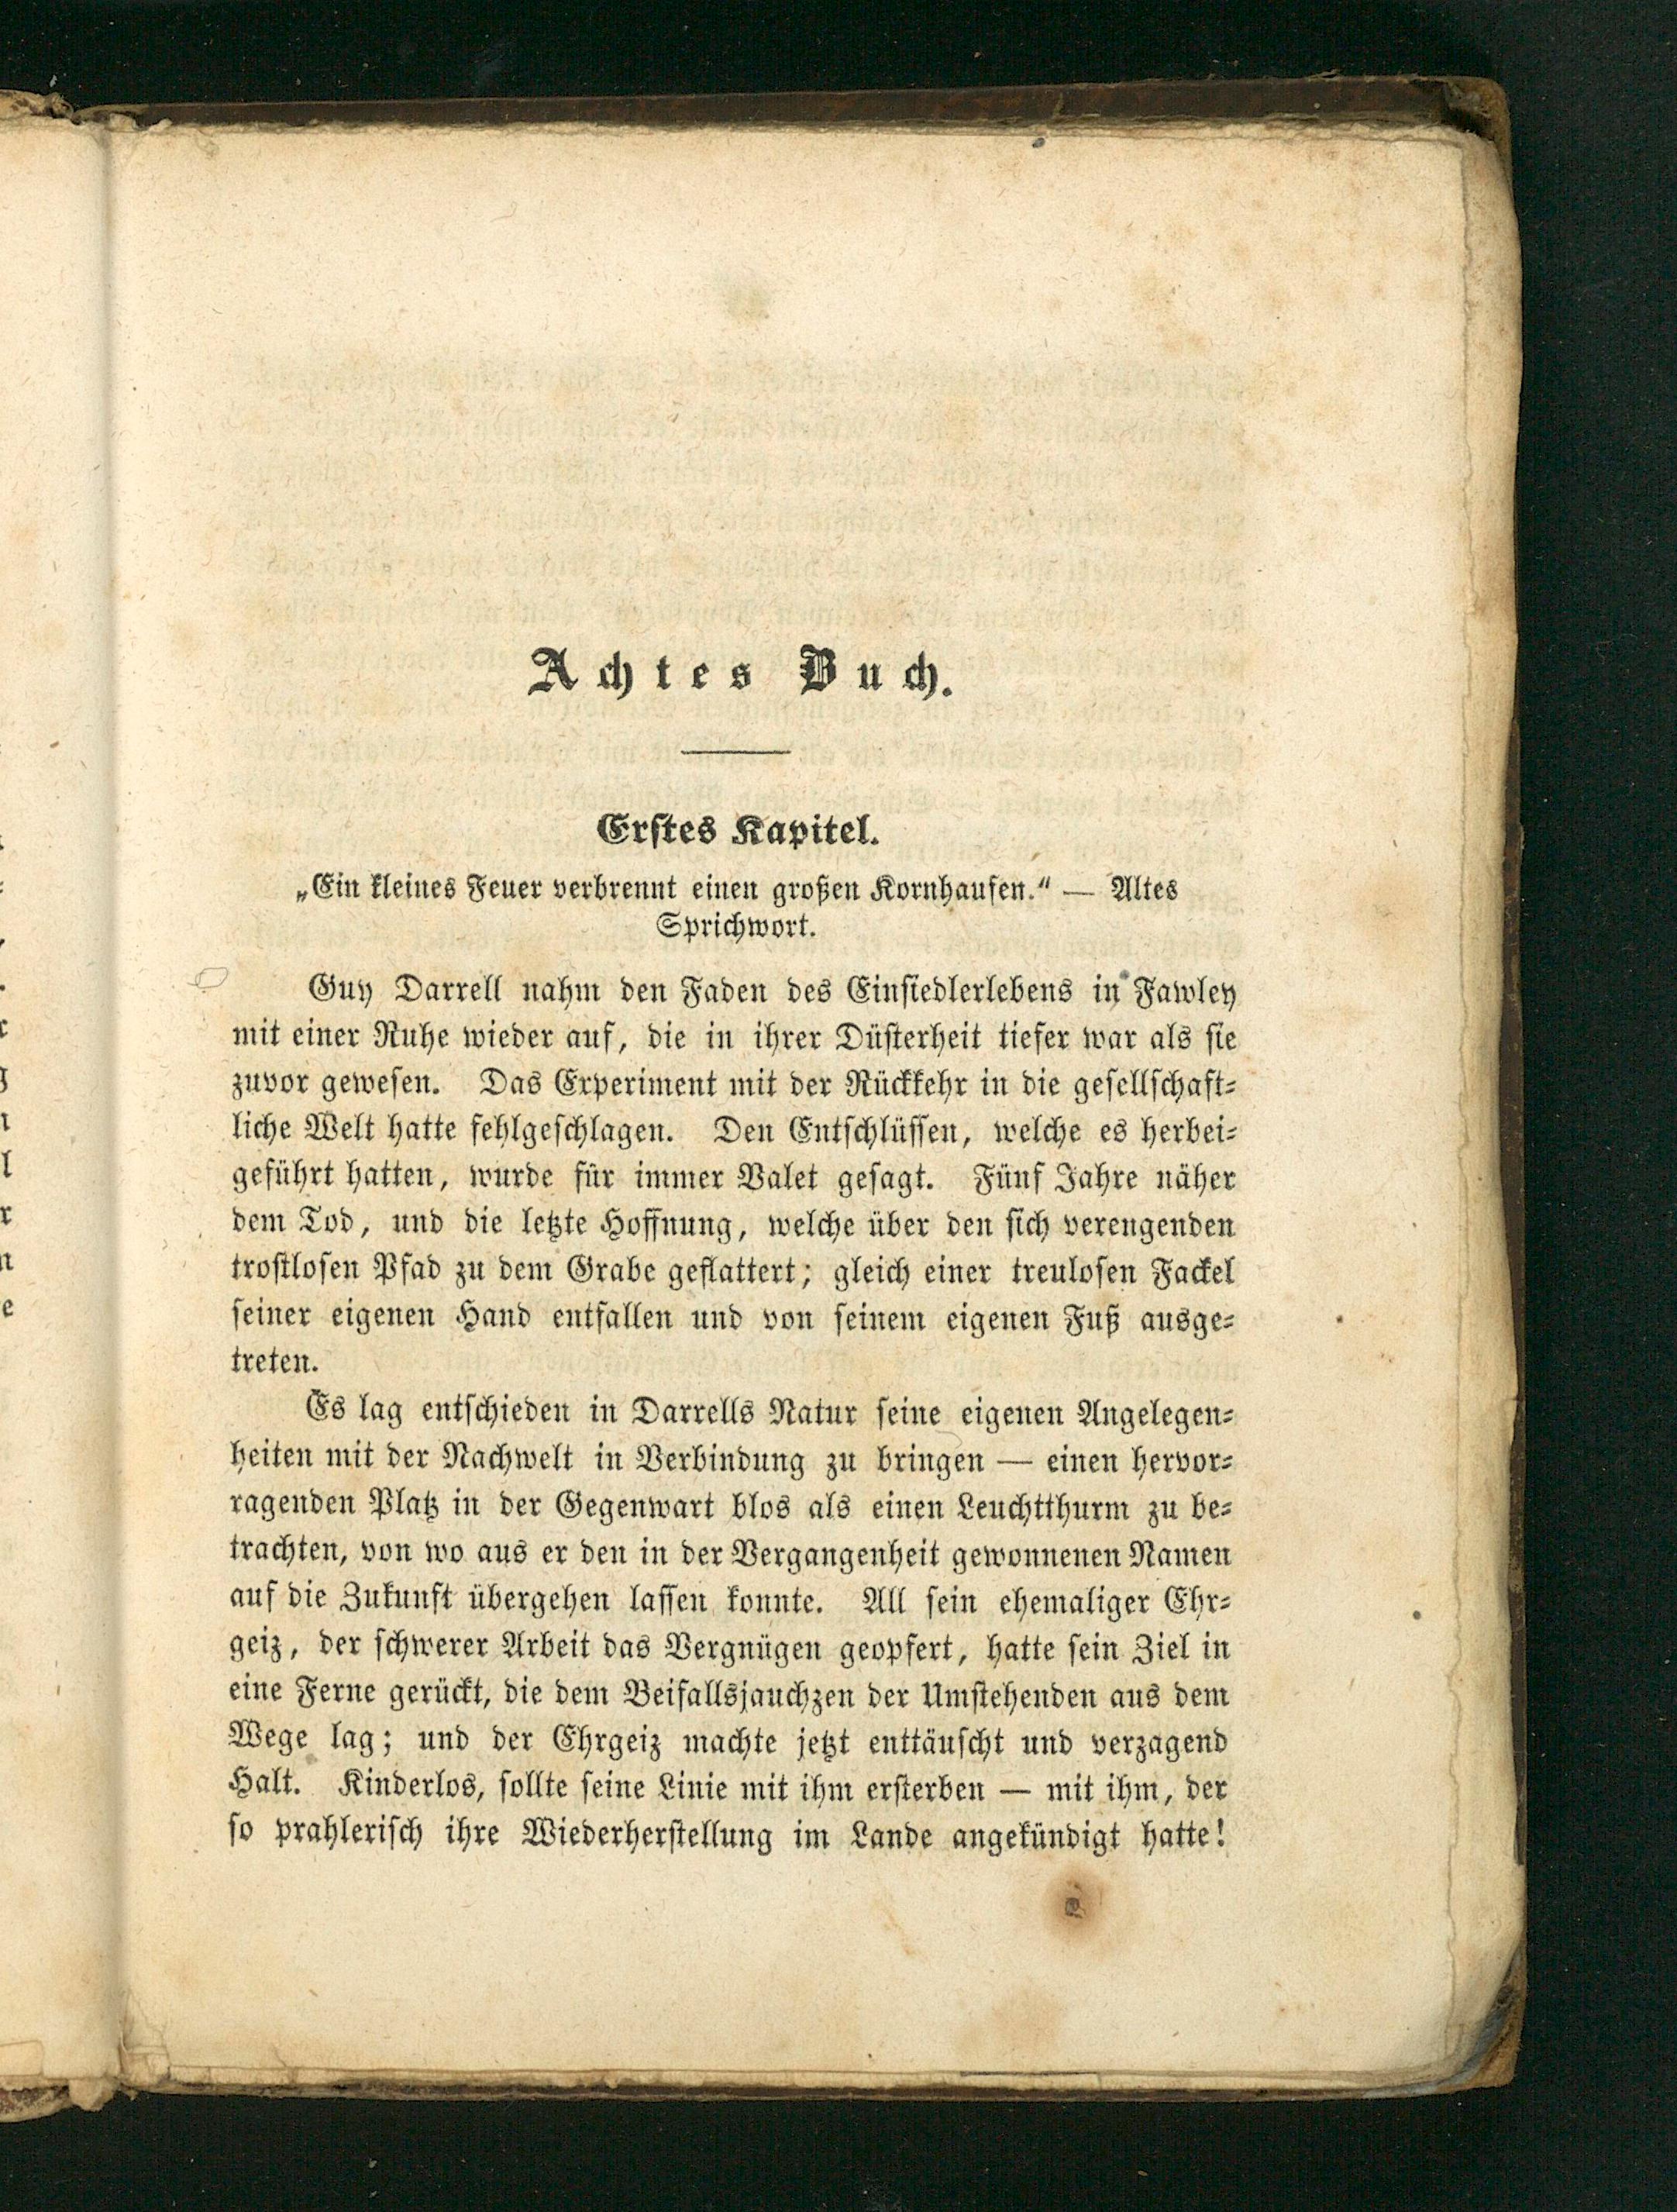 Achtes Buch.
Erstes Kapitel.
„Ein kleines Feuer verbrennt einen großen Kornhaufen.“ — Altes
Sprichwort.
Guy Darrell nahm den Faden des Einsiedlerlebens in Fawley
mit einer Ruhe wieder auf, die in ihrer Düsterheit tiefer war als sie
zuvor gewesen. Das Experiment mit der Rückkehr in die gesellschaft-
liche Welt hatte fehlgeschlagen. Den Entschlüssen, welche es herbei-
geführt hatten, wurde für immer Valet gesagt. Fünf Jahre näher
dem Tod, und die letzte Hoffnung, welche über den sich verengenden
trostlosen Pfad zu dem Grabe geflattert; gleich einer treulosen Fackel
seiner eigenen Hand entfallen und von seinem eigenen Fuß ausge-
treten.
Es lag entschieden in Darrells Natur seine eigenen Angelegen-
heiten mit der Nachwelt in Verbindung zu bringen — einen hervor-
ragenden Platz in der Gegenwart blos als einen Leuchtthurm zu be-
trachten, von wo aus er den in der Vergangenheit gewonnenen Namen
auf die Zukunft übergehen lassen konnte. All sein ehemaliger Ehr-
geiz, der schwerer Arbeit das Vergnügen geopfert, hatte sein Ziel in
eine Ferne gerückt, die dem Beifallsjauchzen der Umstehenden aus dem
Wege lag; und der Ehrgeiz machte jetzt enttäuscht und verzagend
Halt. Kinderlos, sollte seine Linie mit ihm ersterben — mit ihm, der
so prahlerisch ihre Wiederherstellung im Lande angekündigt hatte!